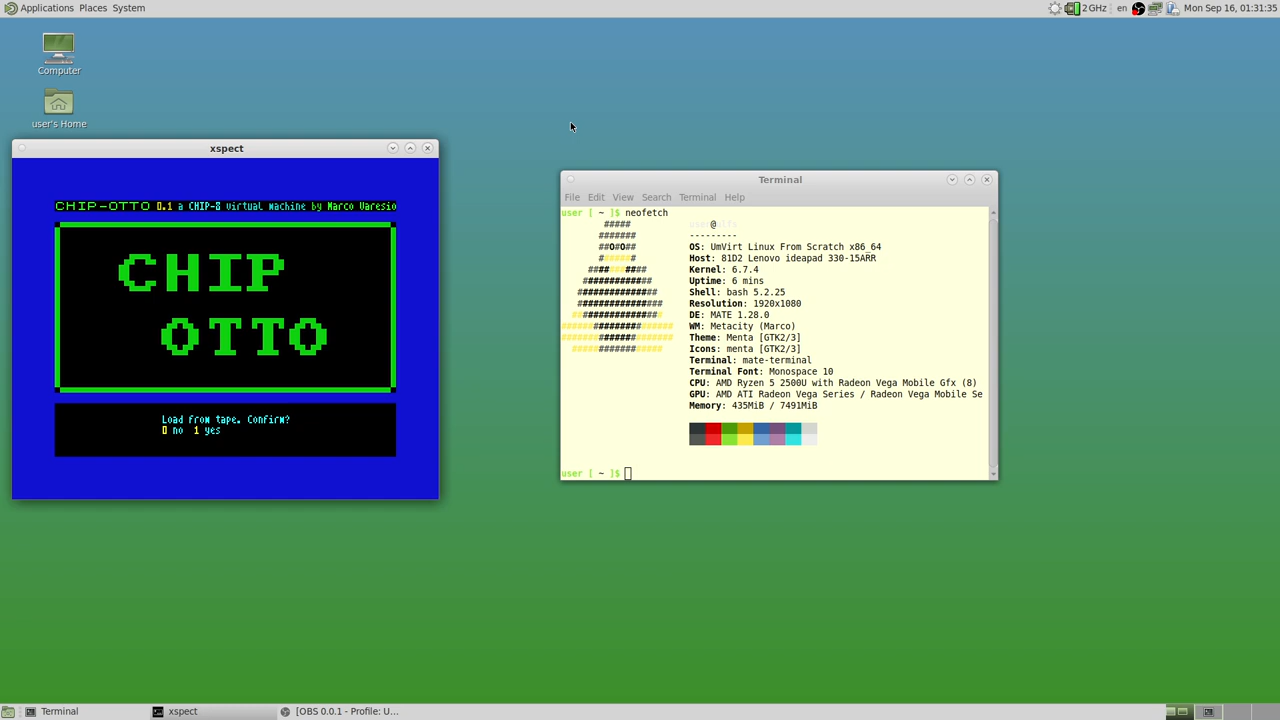 Applications Places System
2 GHz en Mon Sep 16, 01:31:35
Computer
user's Home
xspect
CHIP-OTTO 0.1 a CHIP-8 virtual machine by Marco Varesio
CHIP
OTTO
Load from tape. Confirm?
0 no 1 yes
Terminal
File Edit View Search Terminal Help
user [ ~ ]$ neofetch
#####
#######
##O#O##
#######
###########
#############
###############
################
#################
#####################
#####################
#################
@
---------
OS: UmVirt Linux From Scratch x86_64
Host: 81D2 Lenovo ideapad 330-15ARR
Kernel: 6.7.4
Uptime: 6 mins
Shell: bash 5.2.25
Resolution: 1920x1080
DE: MATE 1.28.0
WM: Metacity (Marco)
Theme: Menta [GTK2/3]
Icons: menta [GTK2/3]
Terminal: mate-terminal
Terminal Font: Monospace 10
CPU: AMD Ryzen 5 2500U with Radeon Vega Mobile Gfx (8)
GPU: AMD ATI Radeon Vega Series / Radeon Vega Mobile Se
Memory: 435MiB / 7491MiB
user [ ~ ]$
Terminal
xspect
[OBS 0.0.1 - Profile: U...